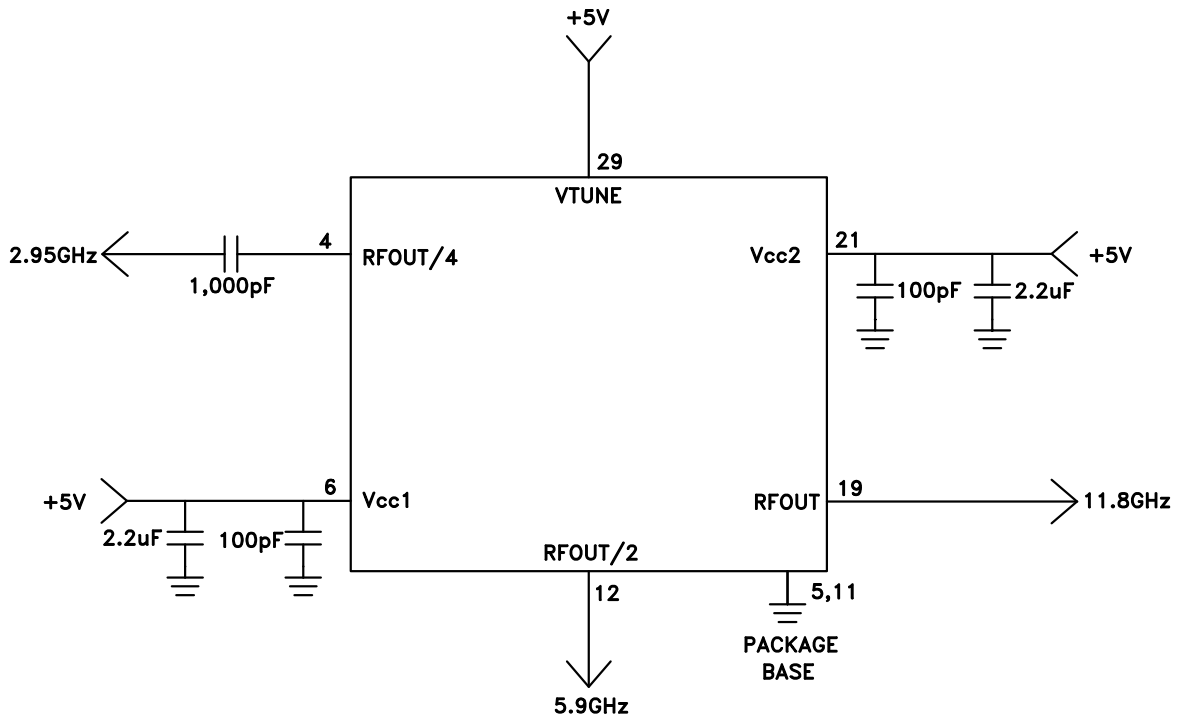 +5V
29
VTUNE
4
21
2.95GHz
RFOUT/4
Vcc2
+5V
1,000pF
100pF
2.2uF
6
19
+5V
Vcc1
RFOUT
11.8GHz
2.2uF
100pF
RFOUT/2
12
5,11
PACKAGE
BASE
5.9GHz